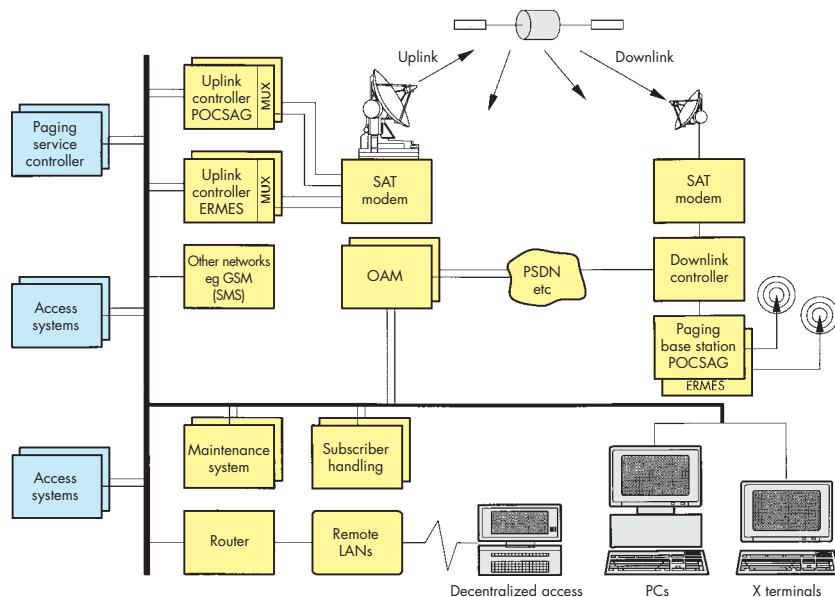 Uplink
Downlink
Uplink
controller
POCSAG
MUX
Paging
service
controller
Uplink
controller
ERMES
MUX
SAT
modem
SAT
modem
Other networks
eg GSM
(SMS)
OAM
PSDN
etc
Downlink
controller
Access
systems
Paging
base station
POCSAG
ERMES
Maintenance
system
Subscriber
handling
Access
systems
Router
Remote
LANs
Decentralized access
PCs
X terminals